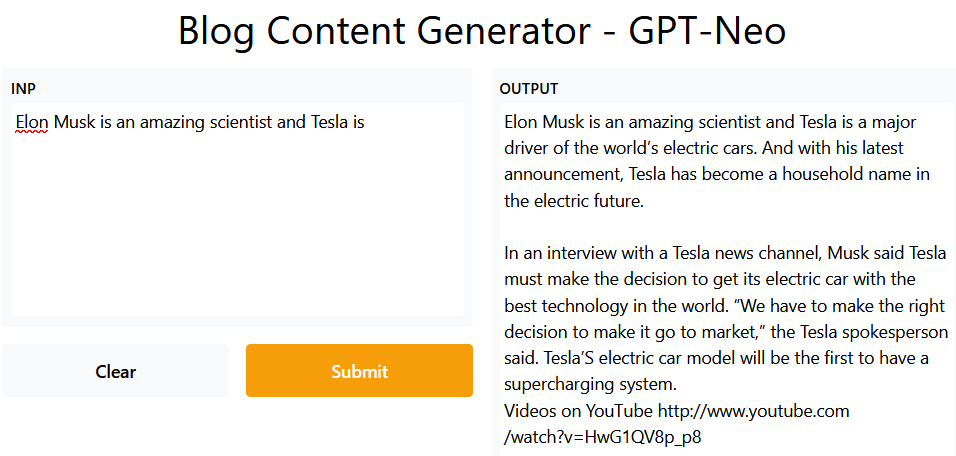 Blog Content Generator - GPT-Neo
INP
Elon Musk is an amazing scientist and Tesla is
Clear
Submit
OUTPUT
Elon Musk is an amazing scientist and Tesla is a major
driver of the world’s electric cars. And with his latest
announcement, Tesla has become a household name in
the electric future.
In an interview with a Tesla news channel, Musk said Tesla
must make the decision to get its electric car with the
best technology in the world. “We have to make the right
decision to make it go to market,” the Tesla spokesperson
said. Tesla’S electric car model will be the first to have a
supercharging system.
Videos on YouTube http://www.youtube.com
/watch?v=HwG1QV8p_p8